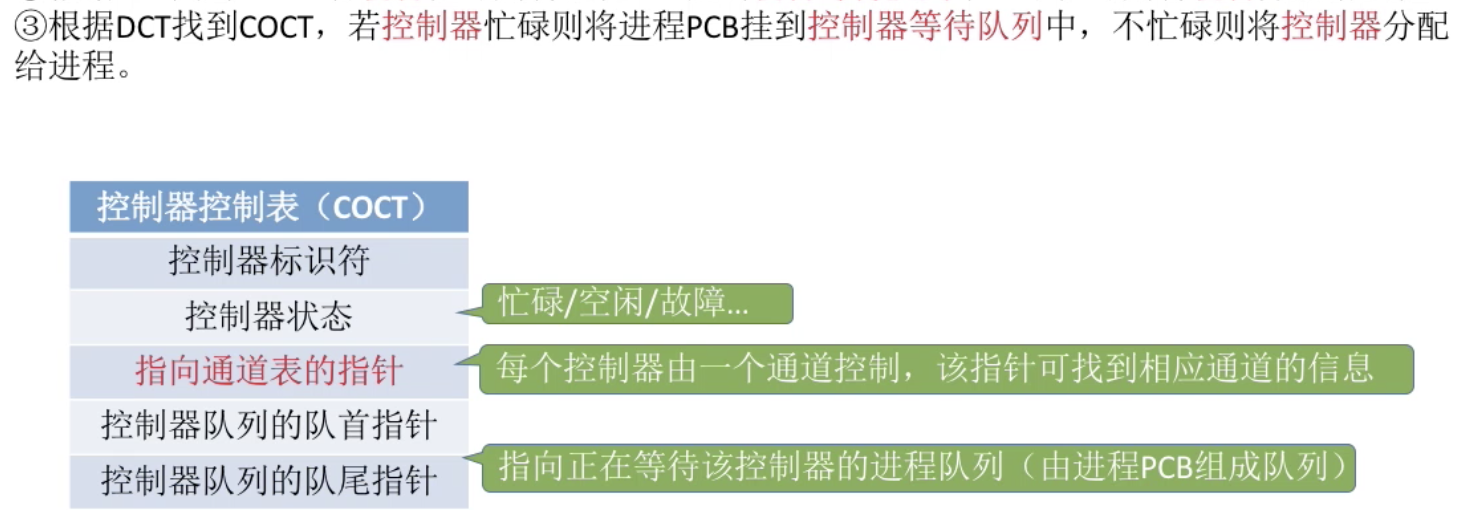 ③根据DCT找到COCT，若控制器忙碌则将进程PCB挂到控制器等待队列中，不忙碌则将控制器分配
给进程。
控制器控制表（COCT）
控制器标识符
控制器状态
忙碌/空闲/故障...
指向通道表的指针
每个控制器由一个通道控制，该指针可找到相应通道的信息
控制器队列的队首指针
控制器队列的队尾指针
指向正在等待该控制器的进程队列（由进程PCB组成队列）